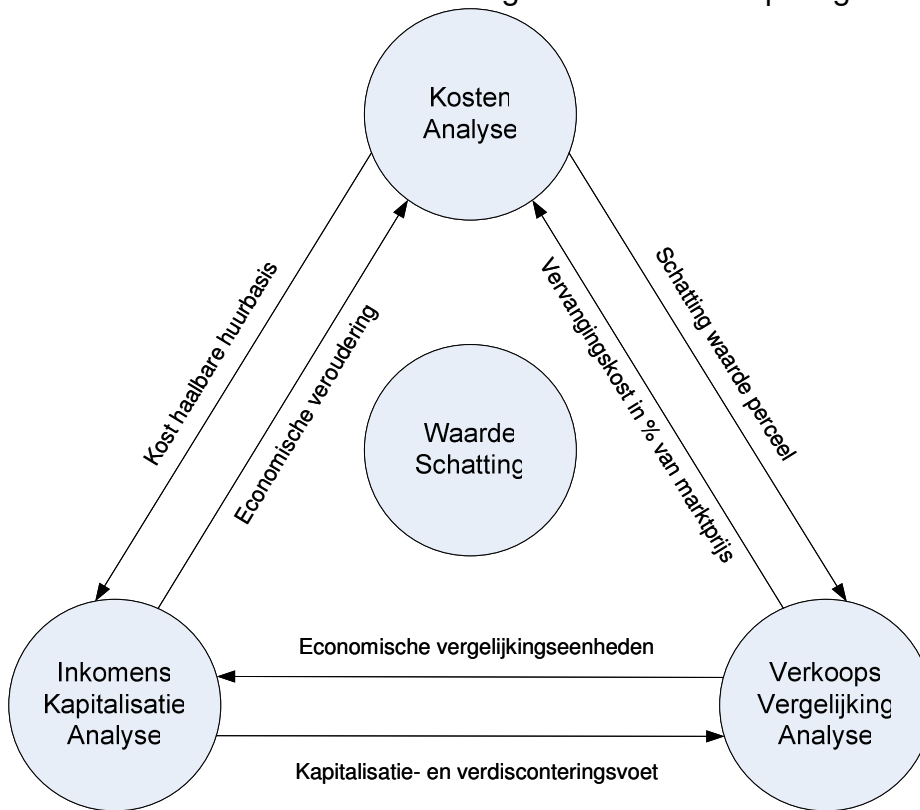 Kosten
Analyse
Kost haalbare huurbasis
Economische veroudering
Vervangingskost in % van marktprijs
Schatting waarde perceel
Waarde
Schatting
Economische vergelijkingseenheden
Inkomens
Kapitalisatie
Analyse
Verkoops
Vergelijking
Analyse
Kapitalisatie- en verdisconteringsvoet